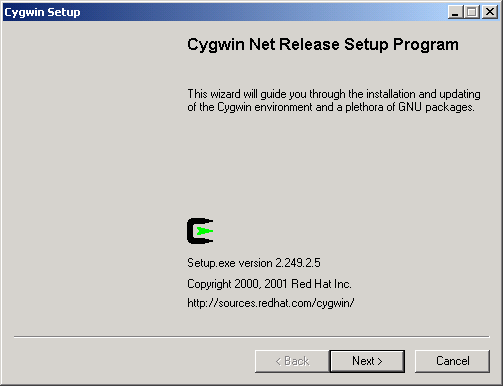 Cygwin Setup
Cygwin Net Release Setup Program
This wizard will guide you through the installation and updating
of the Cygwin environment and a plethora of GNU packages.
Setup.exe version 2.249.2.5
Copyright 2000, 2001 Red Hat Inc.
http://sources.redhat.com/cygwin/
< Back Next > Cancel